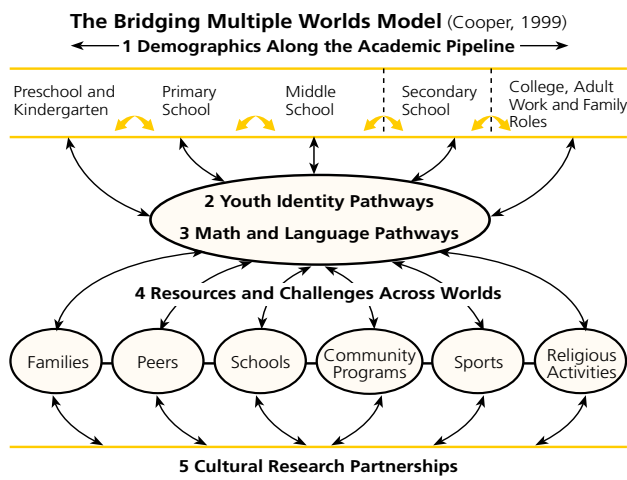 The Bridging Multiple Worlds Model (Cooper, 1999)
1 Demographics Along the Academic Pipeline
Preschool and
Kindergarten
Primary
School
Middle
School
Secondary
School
College, Adult
Work and Family
Roles
2 Youth Identity Pathways
3 Math and Language Pathways
4 Resources and Challenges Across Worlds
Families
Peers
Schools
Community
Programs
Sports
Religious
Activities
5 Cultural Research Partnerships